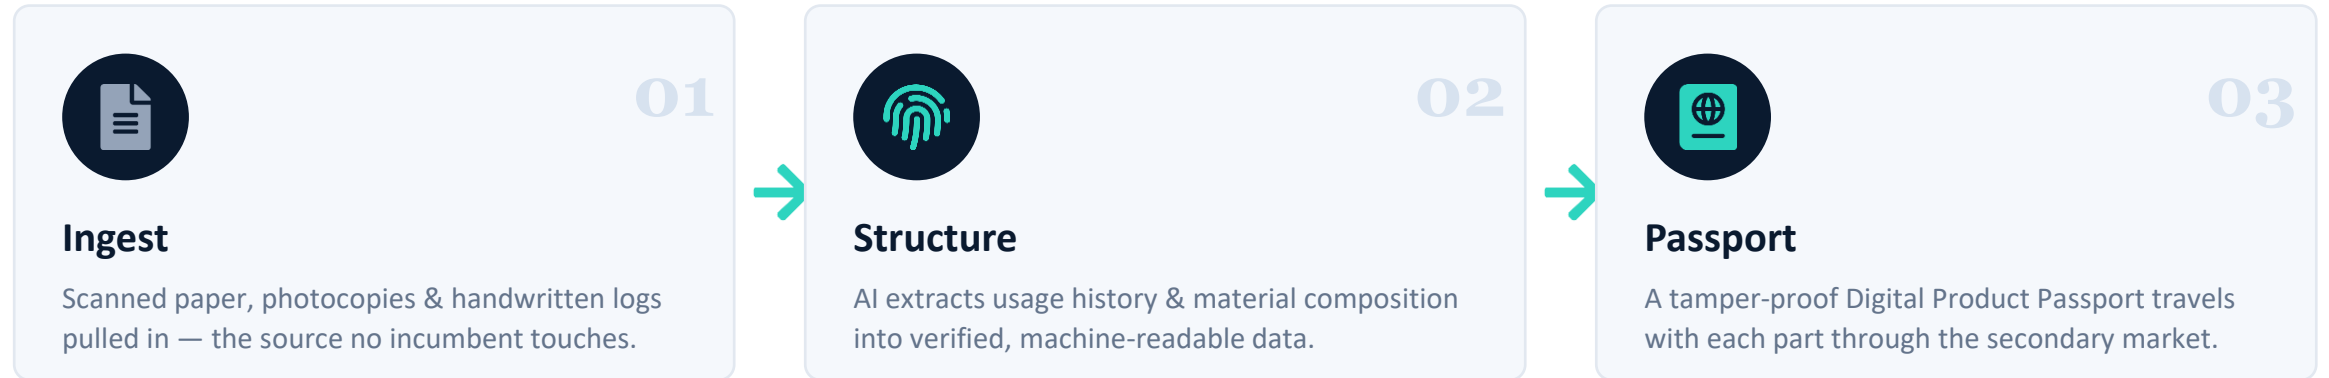 01
Ingest
Scanned paper, photocopies & handwritten logs
pulled in — the source no incumbent touches.
02
Structure
AI extracts usage history & material composition
into verified, machine-readable data.
03
Passport
A tamper-proof Digital Product Passport travels
with each part through the secondary market.